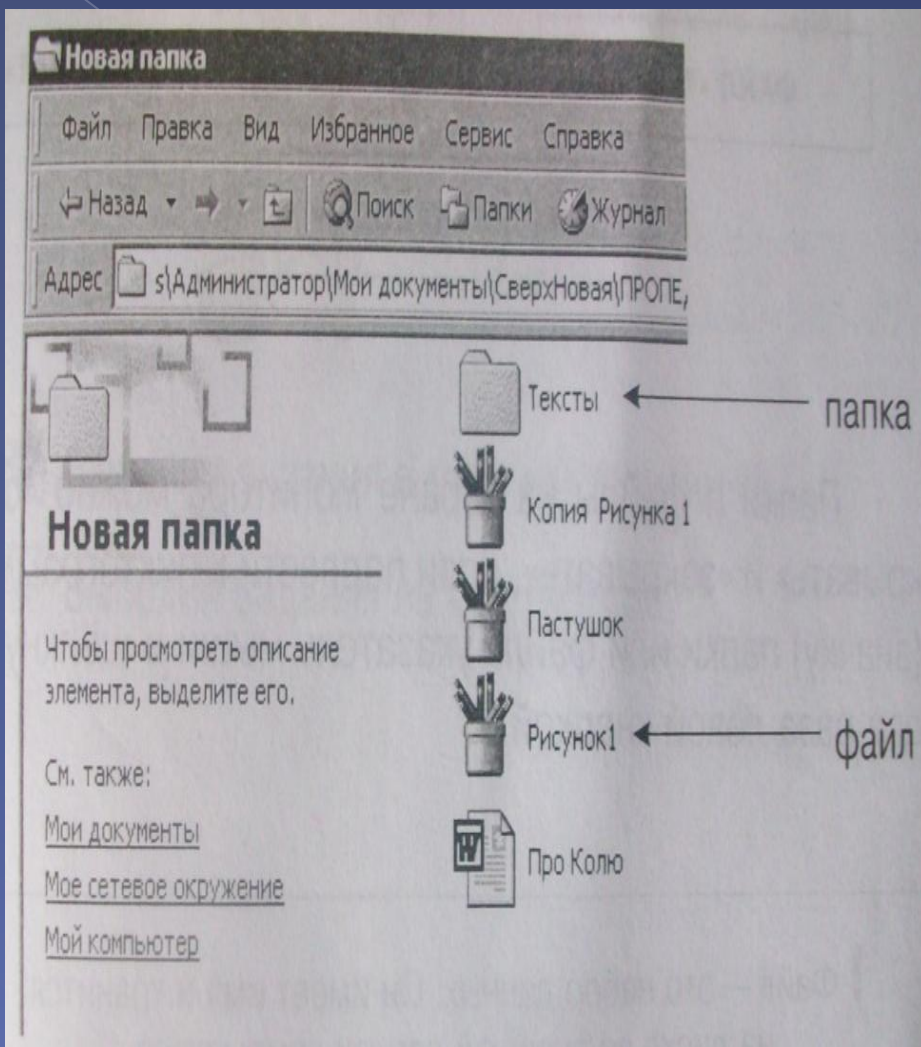 Новая папка
Файл Правка Вид Избранное Сервис Справка
Назад Поиск Папки Журнал
Адрес s\Администратор\Мои документы\СверхНовая\ПРОПЕ,
Тексты папка
Копия Рисунка 1
Новая папка
Пастушок
Чтобы просмотреть описание
элемента, выделите его.
Рисунок1 файл
См. также:
Мои документы
Про Колю
Мое сетевое окружение
Мой компьютер